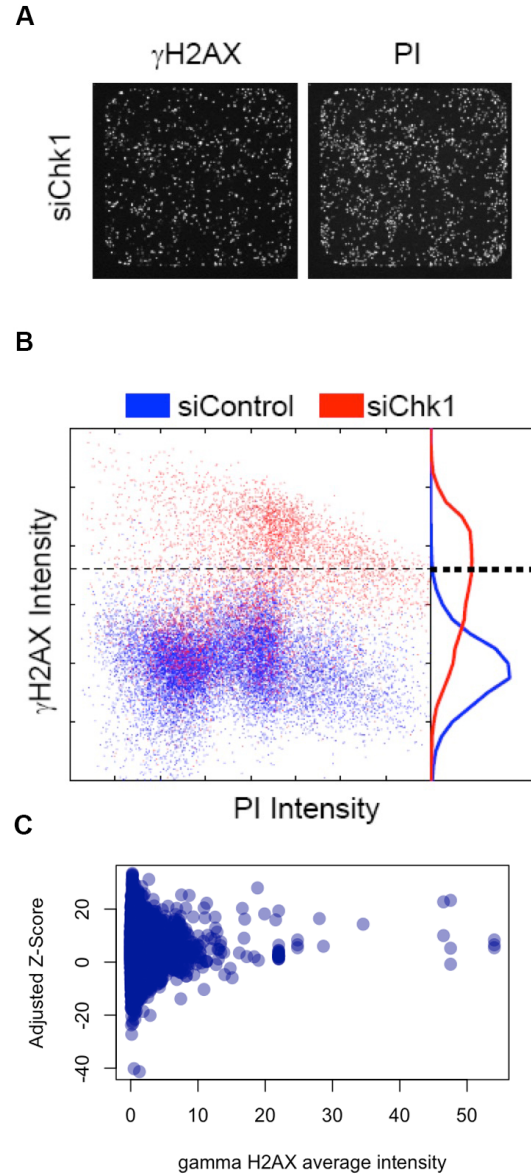 A
γH2AX PI
siChk1
B
siControl siChk1
γH2AX Intensity
PI Intensity
C
Adjusted Z-Score
20
0
-20
-40
0 10 20 30 40 50
gamma H2AX average intensity